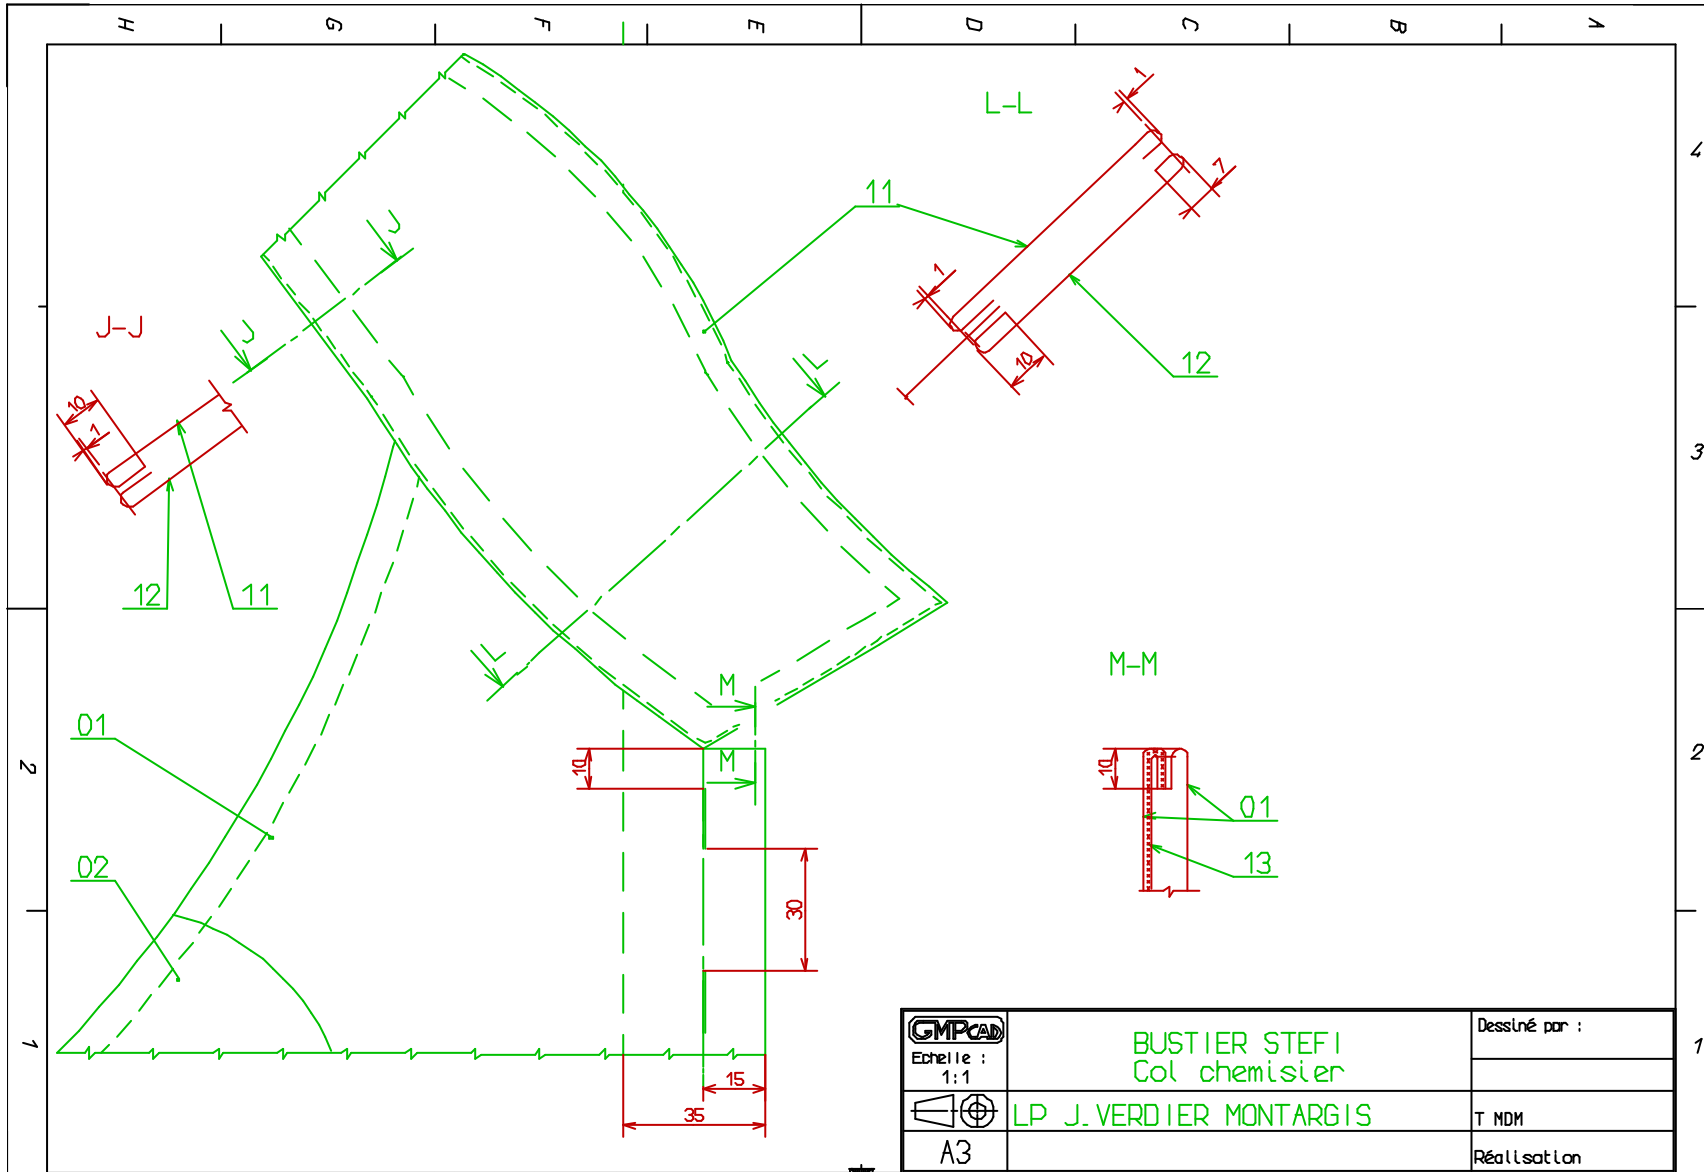 H G F E D C B A
4
3
2
1
2
1
L-L
1
7
11
1
10
12
J
J
J-J
10
1
12
11
L
L
M-M
M
M
01
02
10
30
15
35
10
01
13
GMPCAD
Echelle :
1:1
BUSTIER STEFI
Col chemisier
Dessiné par :
LP J.VERDIER MONTARGIS
T MDM
A3
Réalisation